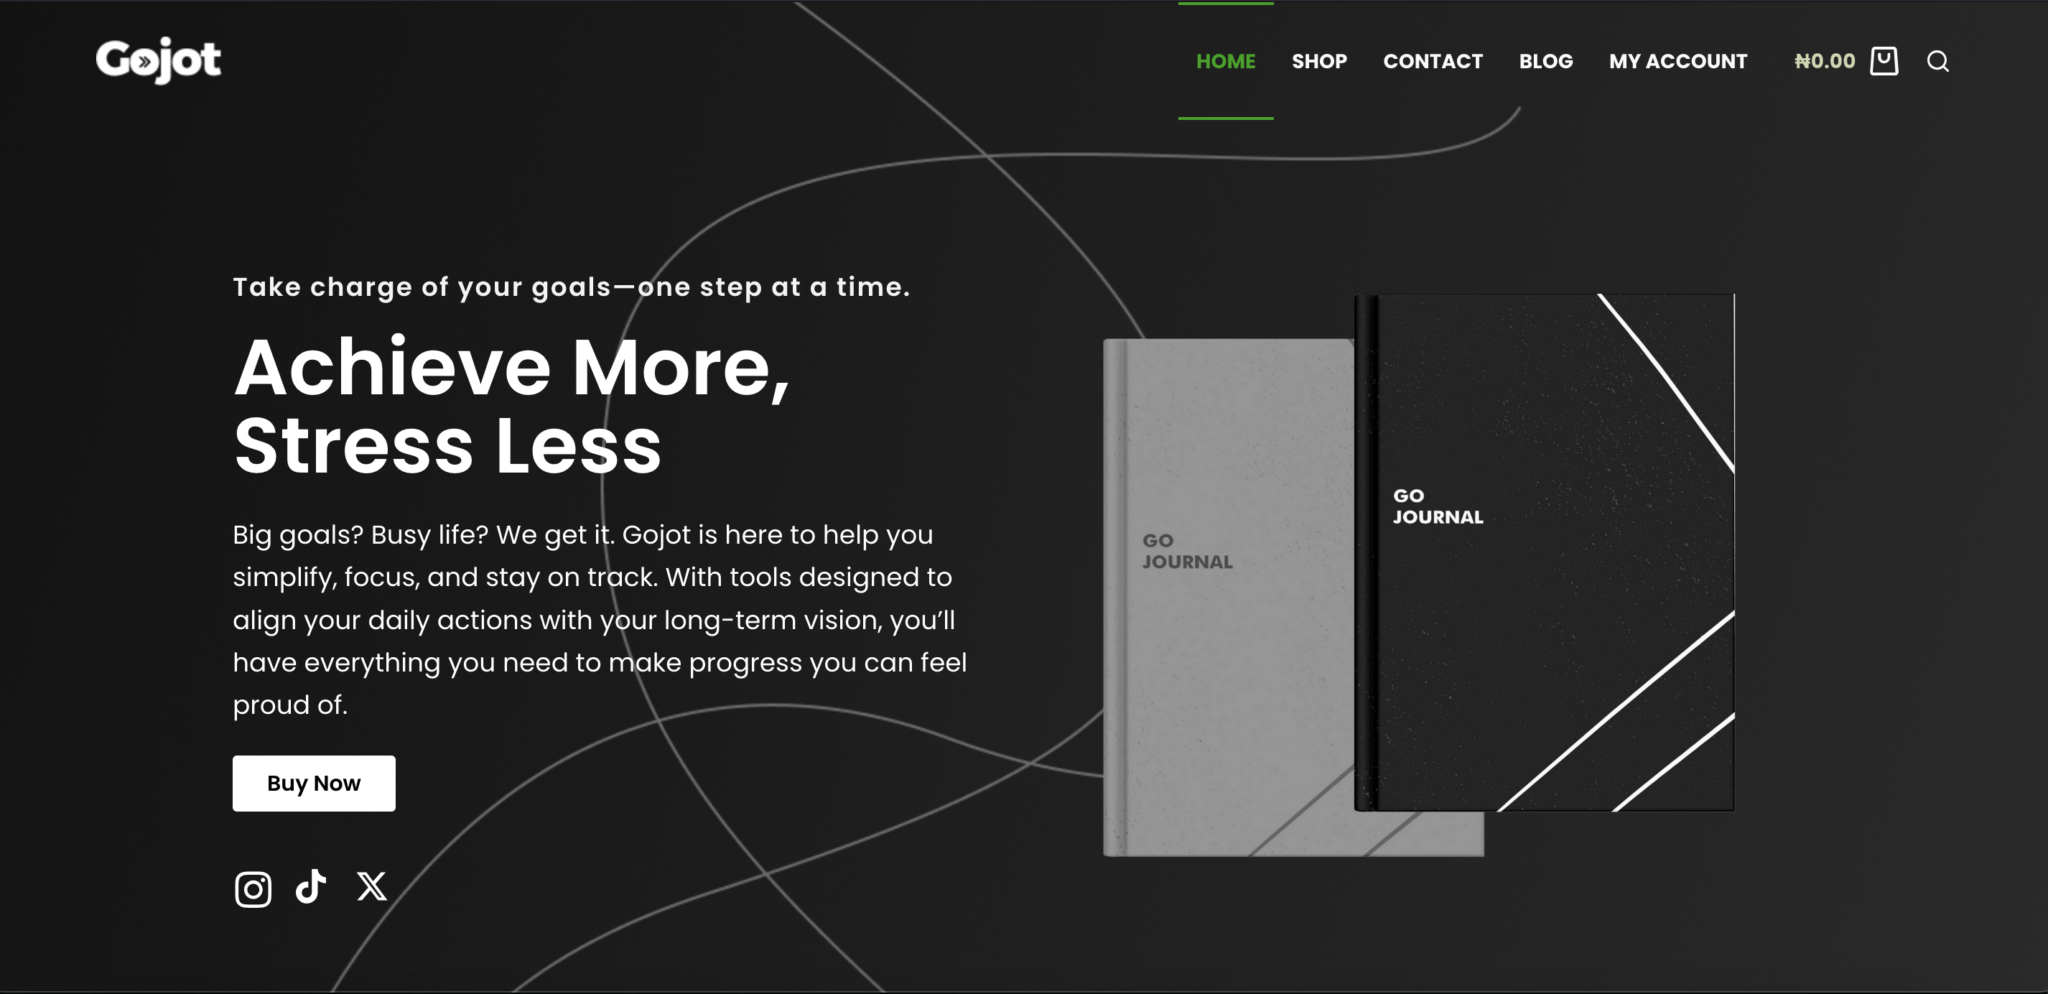 Gojot
HOME SHOP CONTACT BLOG MY ACCOUNT ₦0.00
Take charge of your goals—one step at a time.
Achieve More,
Stress Less
Big goals? Busy life? We get it. Gojot is here to help you
simplify, focus, and stay on track. With tools designed to
align your daily actions with your long-term vision, you’ll
have everything you need to make progress you can feel
proud of.
Buy Now
GO
JOURNAL
GO
JOURNAL